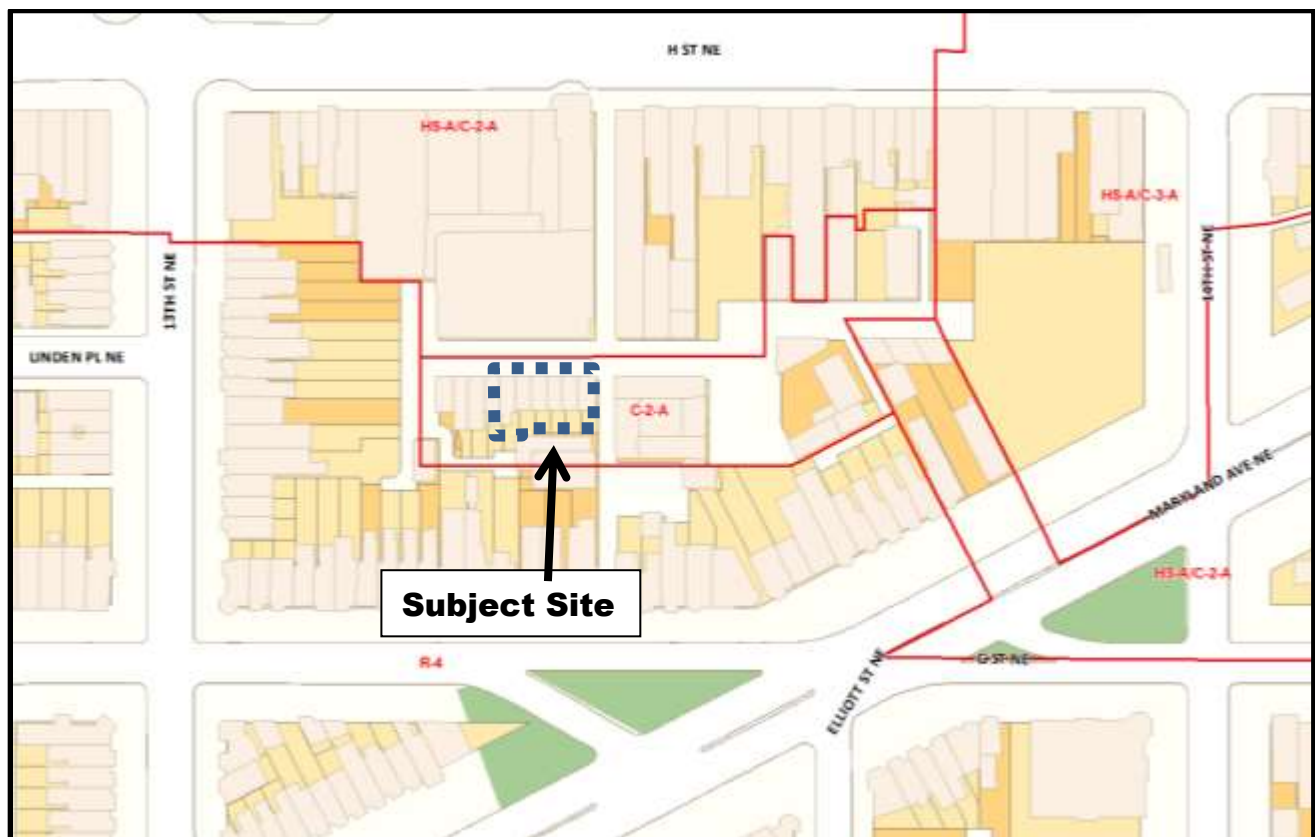 H ST NE
HS-A/C-2-A
HS-A/C-3-A
13TH ST NE
14TH ST NE
LINDEN PL NE
C-2-A
MARYLAND AVE NE
Subject Site
HS-A/C-2-A
R-4
ELLIOTT ST NE
G ST NE